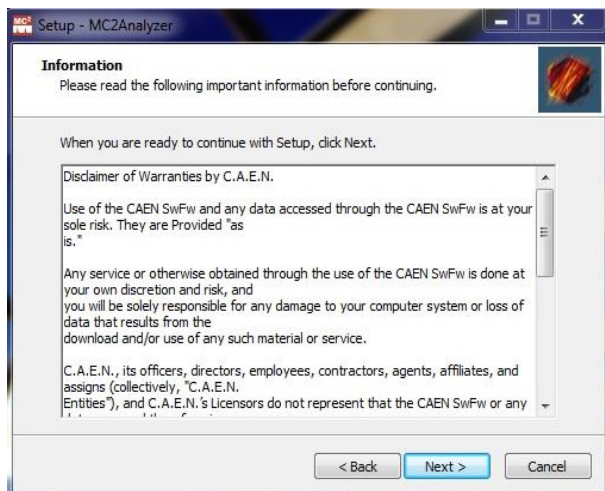 MC²
Setup - MC2Analyzer
Information
Please read the following important information before continuing.
When you are ready to continue with Setup, click Next.
Disclaimer of Warranties by C.A.E.N.
Use of the CAEN SwFw and any data accessed through the CAEN SwFw is at your
sole risk. They are Provided "as
is."
Any service or otherwise obtained through the use of the CAEN SwFw is done at
your own discretion and risk, and
you will be solely responsible for any damage to your computer system or loss of
data that results from the
download and/or use of any such material or service.
C.A.E.N., its officers, directors, employees, contractors, agents, affiliates, and
assigns (collectively, "C.A.E.N.
Entities"), and C.A.E.N.'s Licensors do not represent that the CAEN SwFw or any
< Back
Next >
Cancel